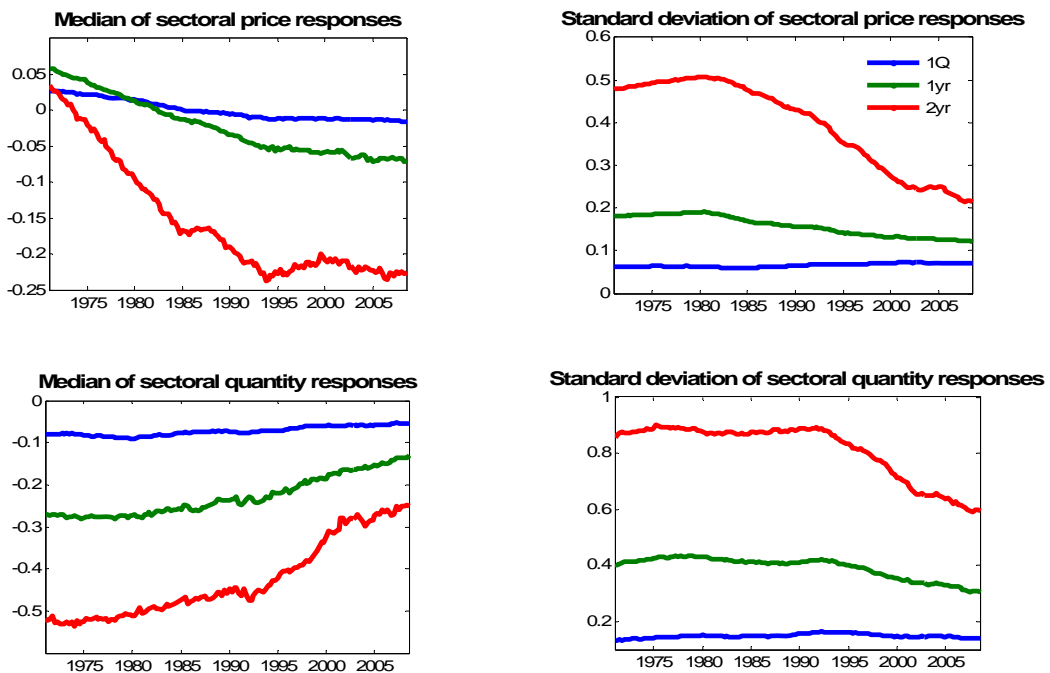 Median of sectoral price responses
0.05
0
-0.05
-0.1
-0.15
-0.2
-0.25
1975 1980 1985 1990 1995 2000 2005
Standard deviation of sectoral price responses
0.6
0.5
0.4
0.3
0.2
0.1
0
1Q
1yr
2yr
1975 1980 1985 1990 1995 2000 2005
Median of sectoral quantity responses
0
-0.1
-0.2
-0.3
-0.4
-0.5
1975 1980 1985 1990 1995 2000 2005
Standard deviation of sectoral quantity responses
1
0.8
0.6
0.4
0.2
1975 1980 1985 1990 1995 2000 2005